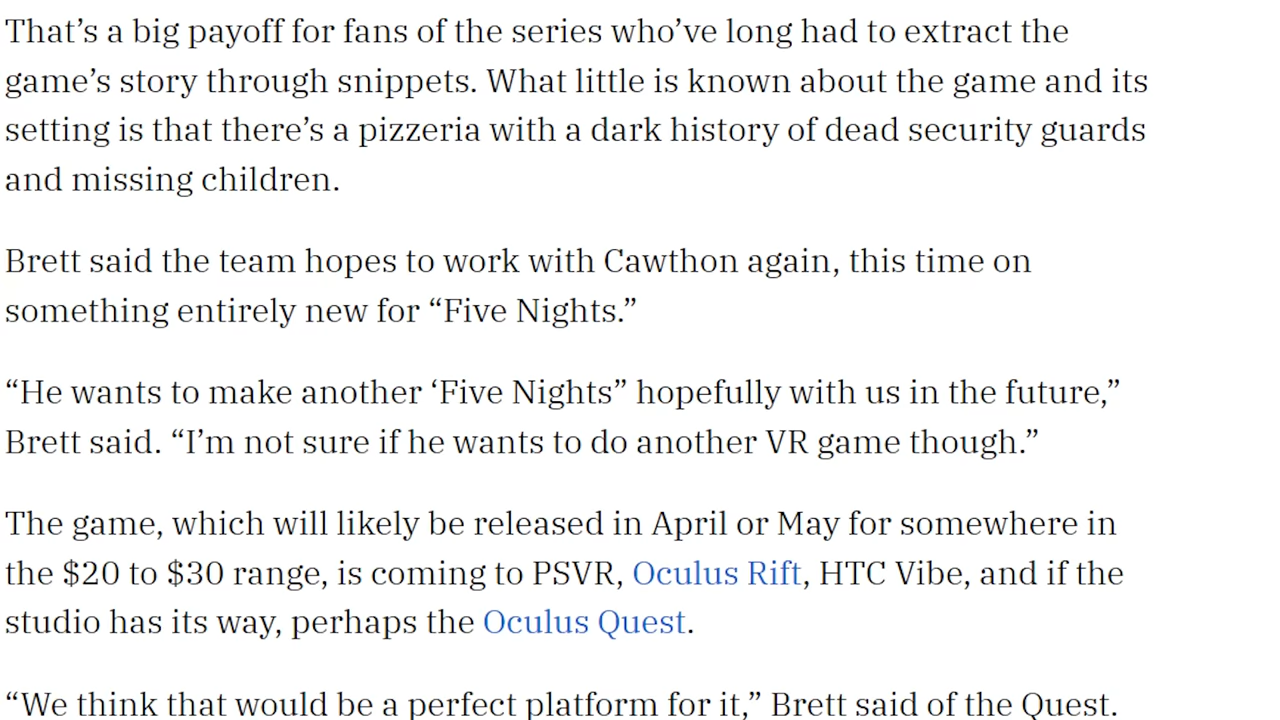 That’s a big payoff for fans of the series who’ve long had to extract the
game’s story through snippets. What little is known about the game and its
setting is that there’s a pizzeria with a dark history of dead security guards
and missing children.
Brett said the team hopes to work with Cawthon again, this time on
something entirely new for “Five Nights.”
“He wants to make another ‘Five Nights” hopefully with us in the future,”
Brett said. “I’m not sure if he wants to do another VR game though.”
The game, which will likely be released in April or May for somewhere in
the $20 to $30 range, is coming to PSVR, Oculus Rift, HTC Vibe, and if the
studio has its way, perhaps the Oculus Quest.
“We think that would be a perfect platform for it,” Brett said of the Quest.